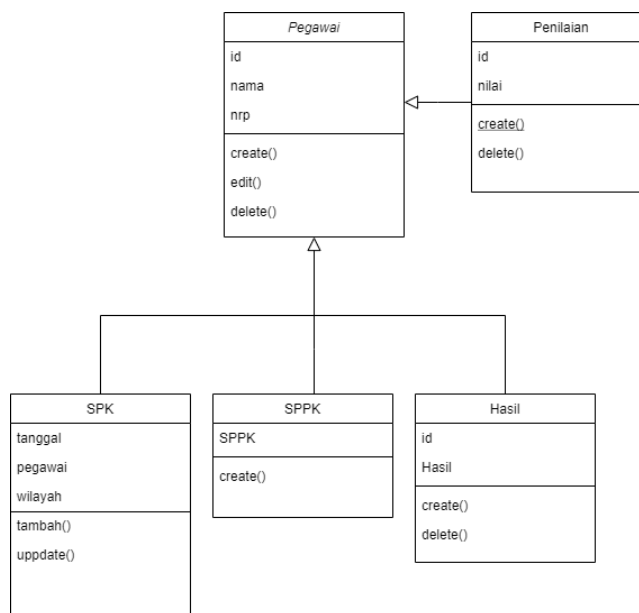 Pegawai
id
nama
nrp
create()
edit()
delete()
Penilaian
id
nilai
create()
delete()
SPK
tanggal
pegawai
wilayah
tambah()
uppdate()
SPPK
SPPK
create()
Hasil
id
Hasil
create()
delete()